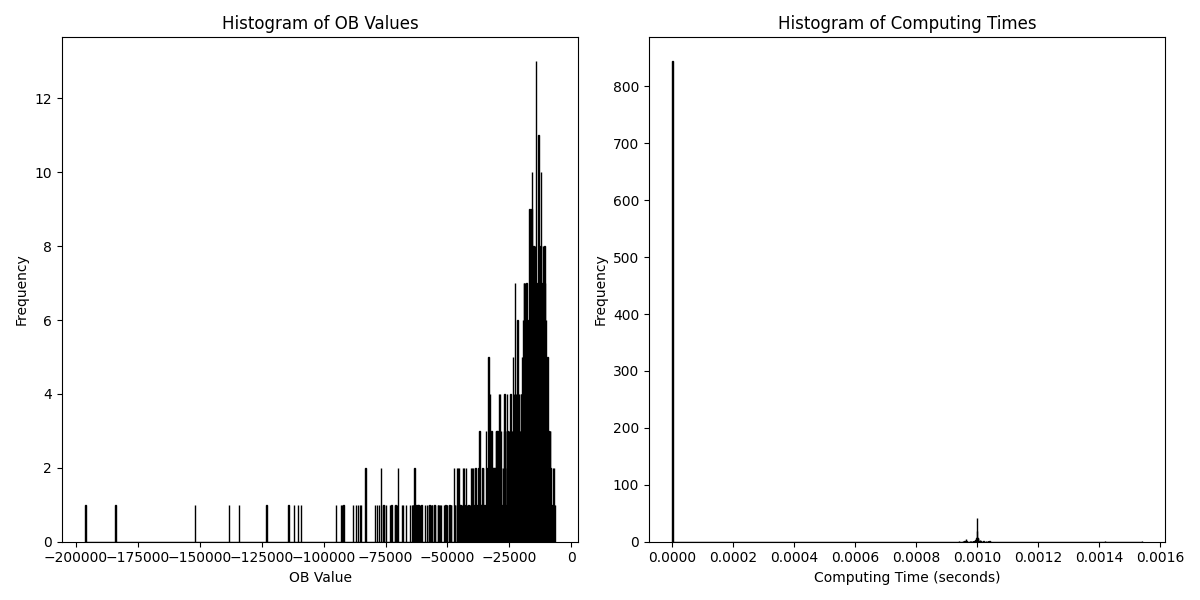 Histogram of OB Values
Frequency
12
10
8
6
4
2
0
−200000−175000−150000−125000−100000−75000 −50000 −25000 0
OB Value
Histogram of Computing Times
Frequency
800
700
600
500
400
300
200
100
0
0.0000 0.0002 0.0004 0.0006 0.0008 0.0010 0.0012 0.0014 0.0016
Computing Time (seconds)